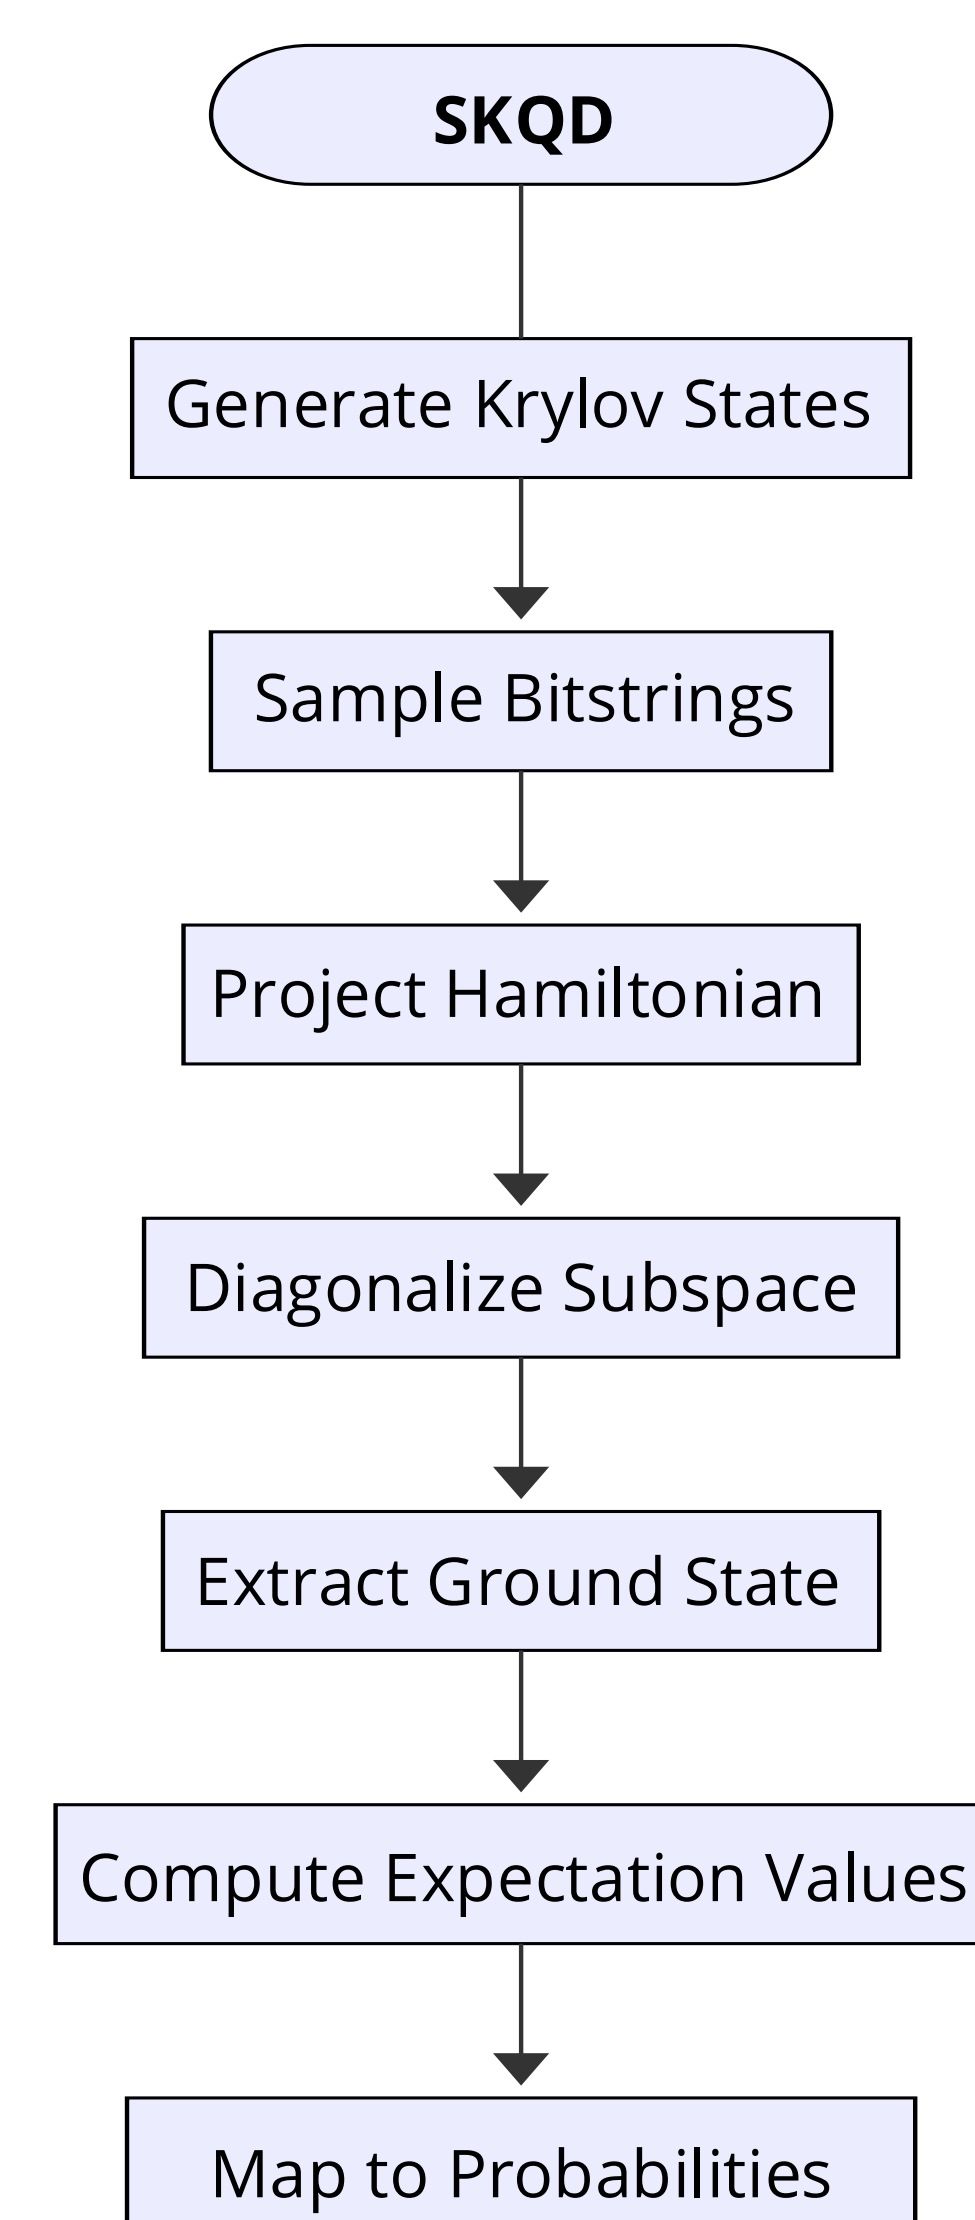 SKQD
Generate Krylov States
Sample Bitstrings
Project Hamiltonian
Diagonalize Subspace
Extract Ground State
Compute Expectation Values
Map to Probabilities